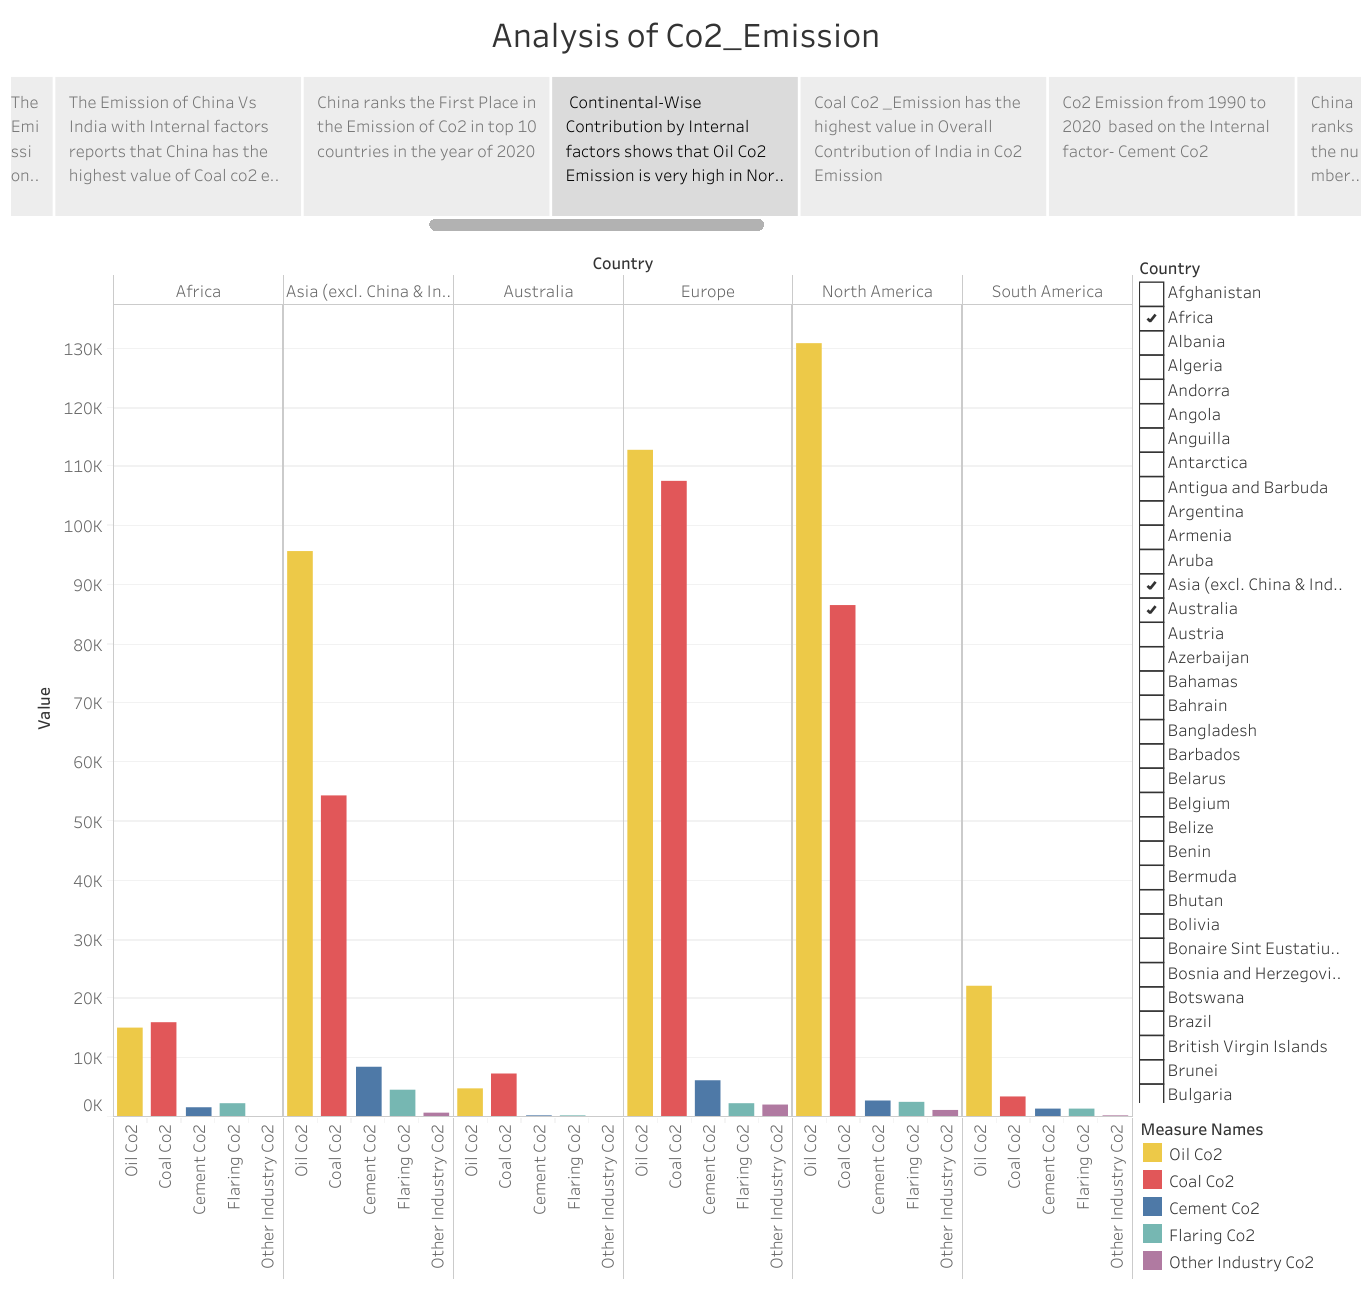 Analysis of Co2_Emission
The
Emi
ssi
on..
The Emission of China Vs
India with Internal factors
reports that China has the
highest value of Coal co2 e..
China ranks the First Place in
the Emission of Co2 in top 10
countries in the year of 2020
Continental-Wise
Contribution by Internal
factors shows that Oil Co2
Emission is very high in Nor..
Coal Co2 _Emission has the
highest value in Overall
Contribution of India in Co2
Emission
Co2 Emission from 1990 to
2020 based on the Internal
factor- Cement Co2
China
ranks
the nu
mber..
Country
Africa
Asia (excl. China & In..
Australia
Europe
North America
South America
Value
130K
120K
110K
100K
90K
80K
70K
60K
50K
40K
30K
20K
10K
0K
Oil Co2
Coal Co2
Cement Co2
Flaring Co2
Other Industry Co2
Oil Co2
Coal Co2
Cement Co2
Flaring Co2
Other Industry Co2
Oil Co2
Coal Co2
Cement Co2
Flaring Co2
Other Industry Co2
Oil Co2
Coal Co2
Cement Co2
Flaring Co2
Other Industry Co2
Oil Co2
Coal Co2
Cement Co2
Flaring Co2
Other Industry Co2
Oil Co2
Coal Co2
Cement Co2
Flaring Co2
Other Industry Co2
Country
Afghanistan
Africa
Albania
Algeria
Andorra
Angola
Anguilla
Antarctica
Antigua and Barbuda
Argentina
Armenia
Aruba
Asia (excl. China & Ind..
Australia
Austria
Azerbaijan
Bahamas
Bahrain
Bangladesh
Barbados
Belarus
Belgium
Belize
Benin
Bermuda
Bhutan
Bolivia
Bonaire Sint Eustatiu..
Bosnia and Herzegovi..
Botswana
Brazil
British Virgin Islands
Brunei
Bulgaria
Measure Names
Oil Co2
Coal Co2
Cement Co2
Flaring Co2
Other Industry Co2